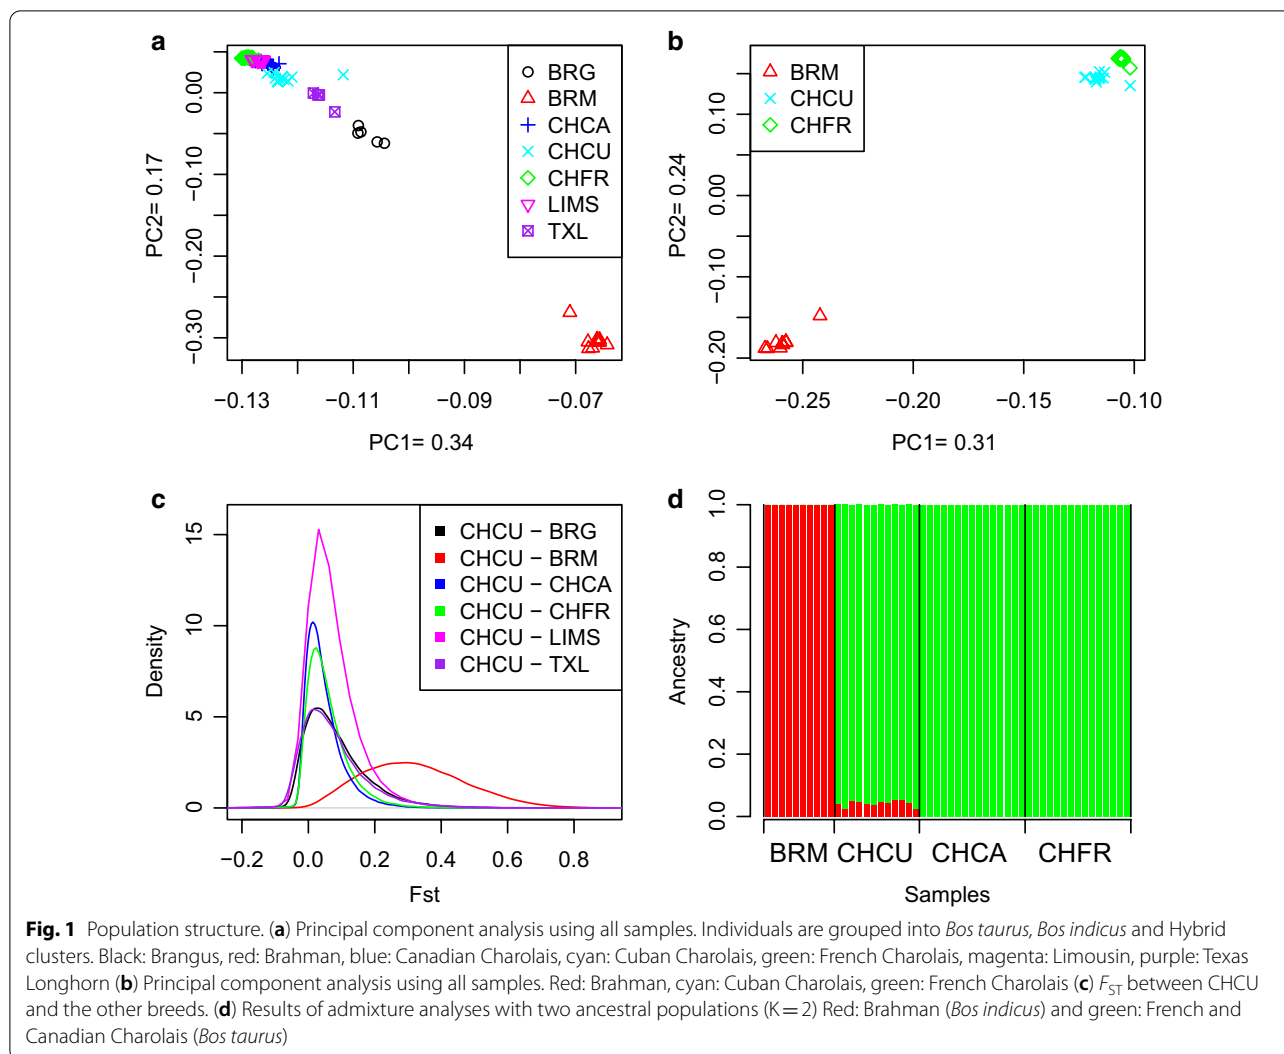 a
0.00
−0.10
−0.20
−0.30
PC2= 0.17
−0.13
−0.11
−0.09
−0.07
PC1= 0.34
BRG
BRM
CHCA
CHCU
CHFR
LIMS
TXL
b
0.10
0.00
−0.10
−0.20
PC2= 0.24
−0.25
−0.20
−0.15
−0.10
PC1= 0.31
BRM
CHCU
CHFR
c
15
10
5
0
Density
−0.2
0.0
0.2
0.4
0.6
0.8
Fst
CHCU − BRG
CHCU − BRM
CHCU − CHCA
CHCU − CHFR
CHCU − LIMS
CHCU − TXL
d
1.0
0.8
0.6
0.4
0.2
0.0
Ancestry
BRM
CHCU
CHCA
CHFR
Samples
Fig. 1 Population structure. (a) Principal component analysis using all samples. Individuals are grouped into Bos taurus, Bos indicus and Hybrid
clusters. Black: Brangus, red: Brahman, blue: Canadian Charolais, cyan: Cuban Charolais, green: French Charolais, magenta: Limousin, purple: Texas
Longhorn (b) Principal component analysis using all samples. Red: Brahman, cyan: Cuban Charolais, green: French Charolais (c) FST between CHCU
and the other breeds. (d) Results of admixture analyses with two ancestral populations (K = 2) Red: Brahman (Bos indicus) and green: French and
Canadian Charolais (Bos taurus)